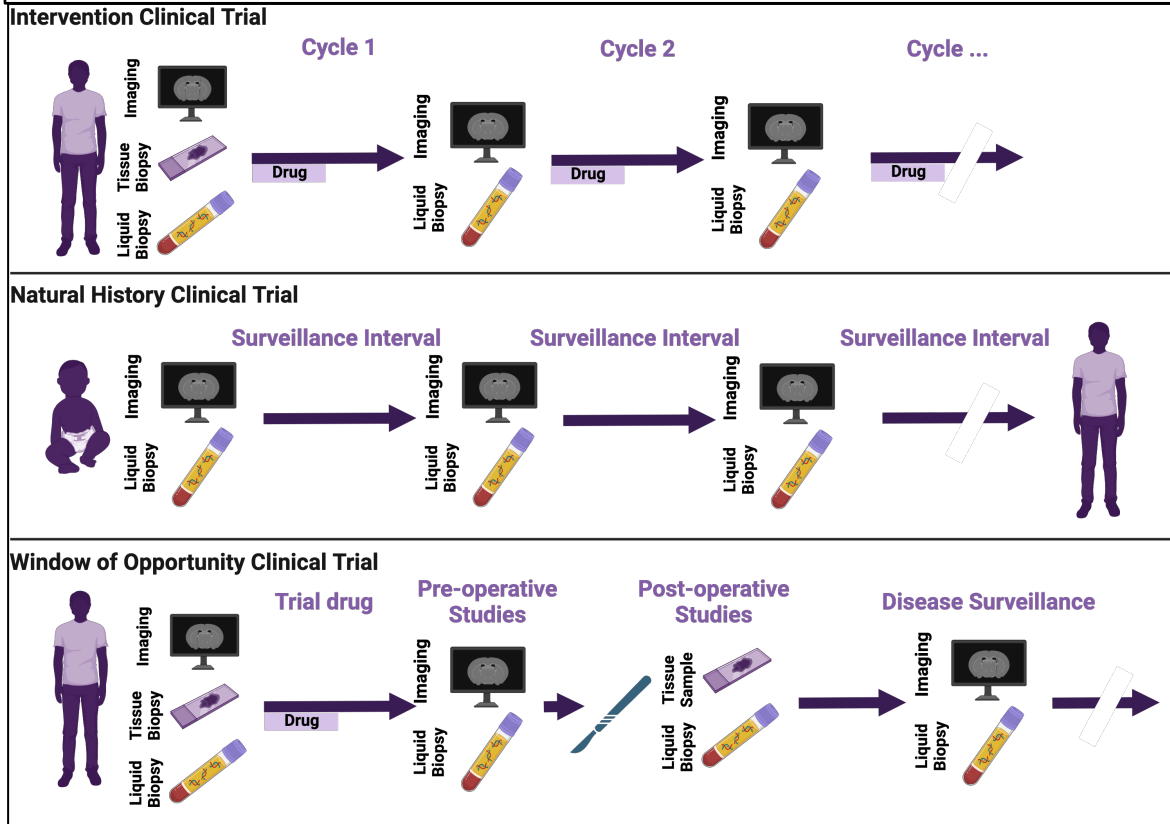 Intervention Clinical Trial
Cycle 1
Cycle 2
Cycle ...
Imaging
Tissue
Biopsy
Liquid
Biopsy
Drug
Imaging
Liquid
Biopsy
Drug
Imaging
Liquid
Biopsy
Drug
Natural History Clinical Trial
Surveillance Interval
Surveillance Interval
Surveillance Interval
Imaging
Liquid
Biopsy
Imaging
Liquid
Biopsy
Imaging
Liquid
Biopsy
Window of Opportunity Clinical Trial
Trial drug
Pre-operative
Studies
Post-operative
Studies
Disease Surveillance
Imaging
Tissue
Biopsy
Liquid
Biopsy
Drug
Imaging
Liquid
Biopsy
Tissue
Sample
Liquid
Biopsy
Imaging
Liquid
Biopsy